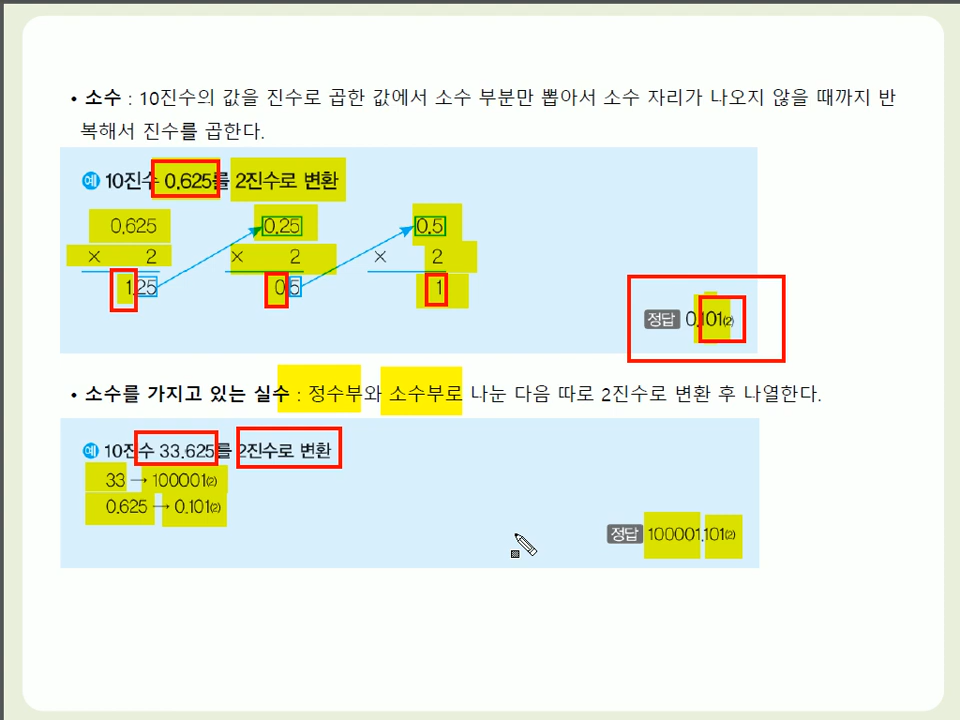 • 소수 : 10진수의 값을 진수로 곱한 값에서 소수 부분만 뽑아서 소수 자리가 나오지 않을 때까지 반
복해서 진수를 곱한다.
예 10진수 0.625를 2진수로 변환
0.625 0.25 0.5
× 2 × 2 × 2
1.25 0.5 1
정답 0.101(2)
• 소수를 가지고 있는 실수 : 정수부와 소수부로 나눈 다음 따로 2진수로 변환 후 나열한다.
예 10진수 33.625를 2진수로 변환
33 → 100001(2)
0.625 → 0.101(2)
정답 100001.101(2)